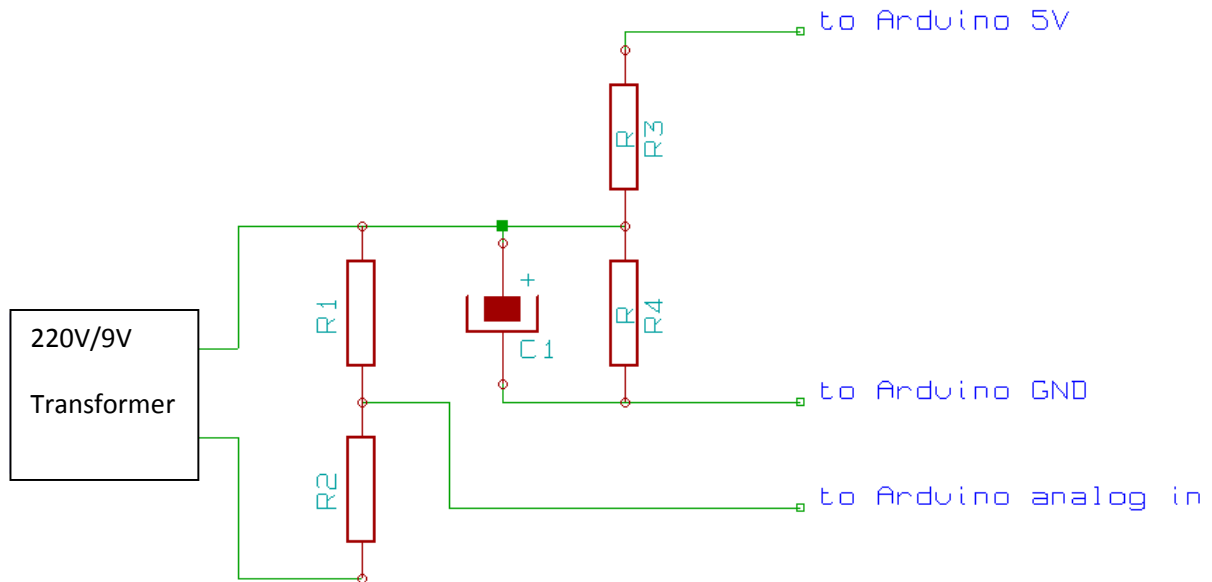 to Arduino 5V
R
R3
R1
+
R
R4
C1
220V/9V
Transformer
to Arduino GND
R2
to Arduino analog in